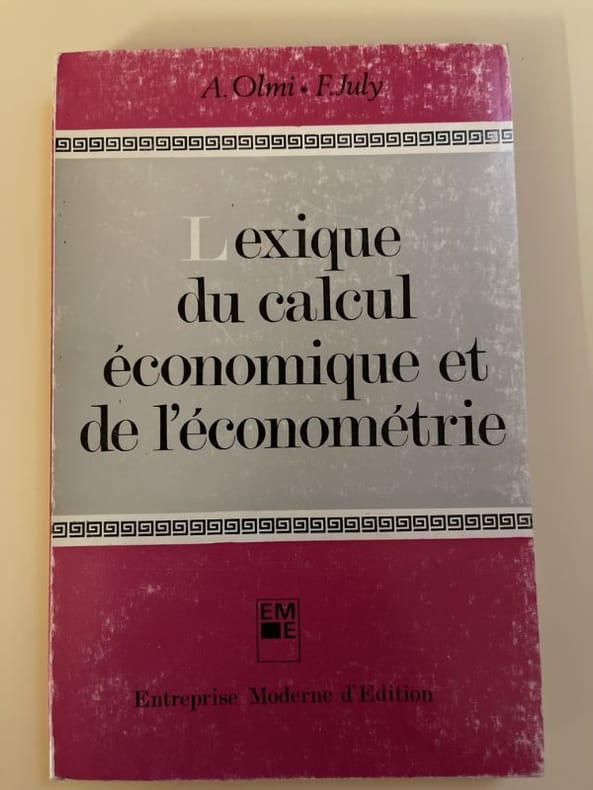 A. Olmi • F. July
Lexique
du calcul
économique et
de l'économétrie
EM
E
Entreprise Moderne d'Edition